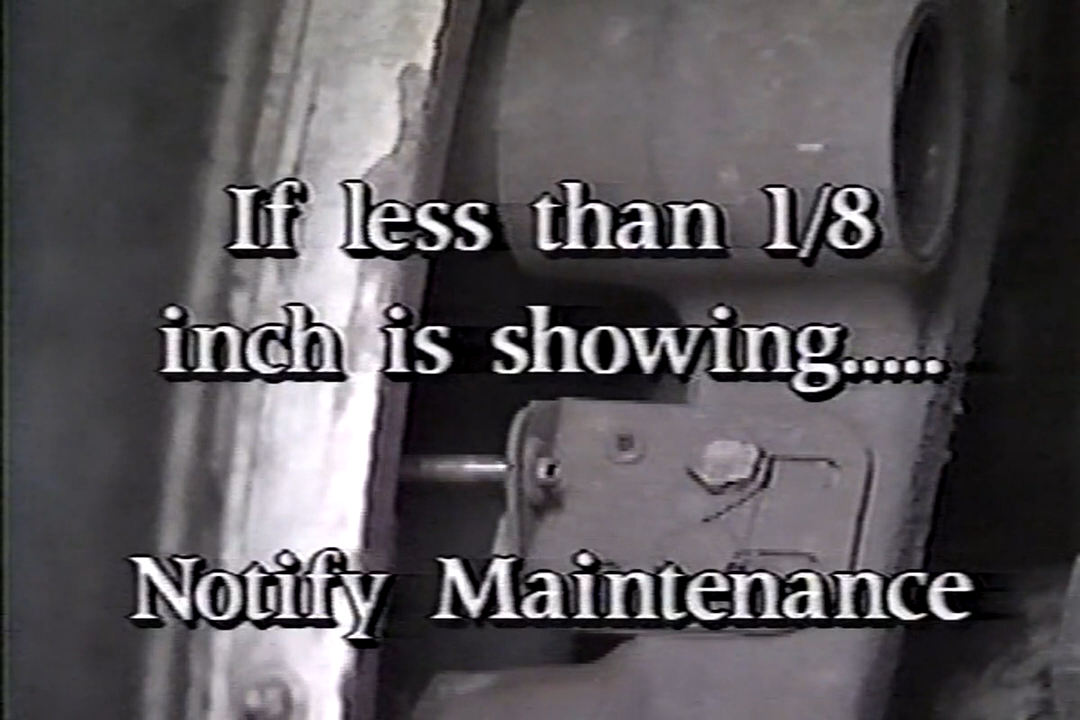 If less than 1/8
inch is showing.....
Notify Maintenance